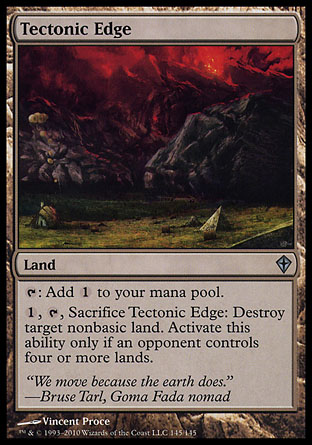 Tectonic Edge
Land
: Add 1 to your mana pool.
1, , Sacrifice Tectonic Edge: Destroy
target nonbasic land. Activate this
ability only if an opponent controls
four or more lands.
“We move because the earth does.”
—Bruse Tarl, Goma Fada nomad
Vincent Proce
™ & © 1993–2010 Wizards of the Coast LLC 145/145